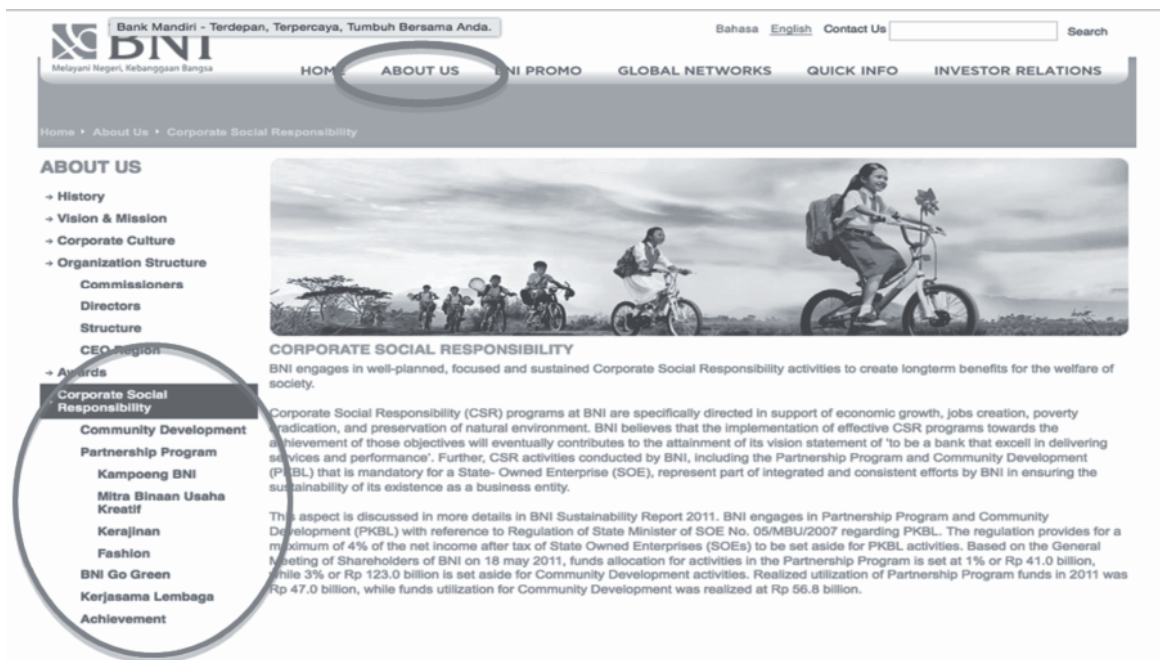 Bank Mandiri - Terdepan, Terpercaya, Tumbuh Bersama Anda.
BNI
Melayani Negeri, Kebanggaan Bangsa
Bahasa English Contact Us Search
HOME ABOUT US BNI PROMO GLOBAL NETWORKS QUICK INFO INVESTOR RELATIONS
Home • About Us • Corporate Social Responsibility
ABOUT US
→ History
→ Vision & Mission
→ Corporate Culture
→ Organization Structure
Commissioners
Directors
Structure
CEO Region
→ Awards
Corporate Social
Responsibility
Community Development
Partnership Program
Kampoeng BNI
Mitra Binaan Usaha
Kreatif
Kerajinan
Fashion
BNI Go Green
Kerjasama Lembaga
Achievement
CORPORATE SOCIAL RESPONSIBILITY
BNI engages in well-planned, focused and sustained Corporate Social Responsibility activities to create longterm benefits for the welfare of
society.
Corporate Social Responsibility (CSR) programs at BNI are specifically directed in support of economic growth, jobs creation, poverty
eradication, and preservation of natural environment. BNI believes that the implementation of effective CSR programs towards the
achievement of those objectives will eventually contributes to the attainment of its vision statement of 'to be a bank that excell in delivering
services and performance'. Further, CSR activities conducted by BNI, including the Partnership Program and Community Development
(PKBL) that is mandatory for a State- Owned Enterprise (SOE), represent part of integrated and consistent efforts by BNI in ensuring the
sustainability of its existence as a business entity.
This aspect is discussed in more details in BNI Sustainability Report 2011. BNI engages in Partnership Program and Community
Development (PKBL) with reference to Regulation of State Minister of SOE No. 05/MBU/2007 regarding PKBL. The regulation provides for a
maximum of 4% of the net income after tax of State Owned Enterprises (SOEs) to be set aside for PKBL activities. Based on the General
Meeting of Shareholders of BNI on 18 may 2011, funds allocation for activities in the Partnership Program is set at 1% or Rp 41.0 billion,
while 3% or Rp 123.0 billion is set aside for Community Development activities. Realized utilization of Partnership Program funds in 2011 was
Rp 47.0 billion, while funds utilization for Community Development was realized at Rp 56.8 billion.